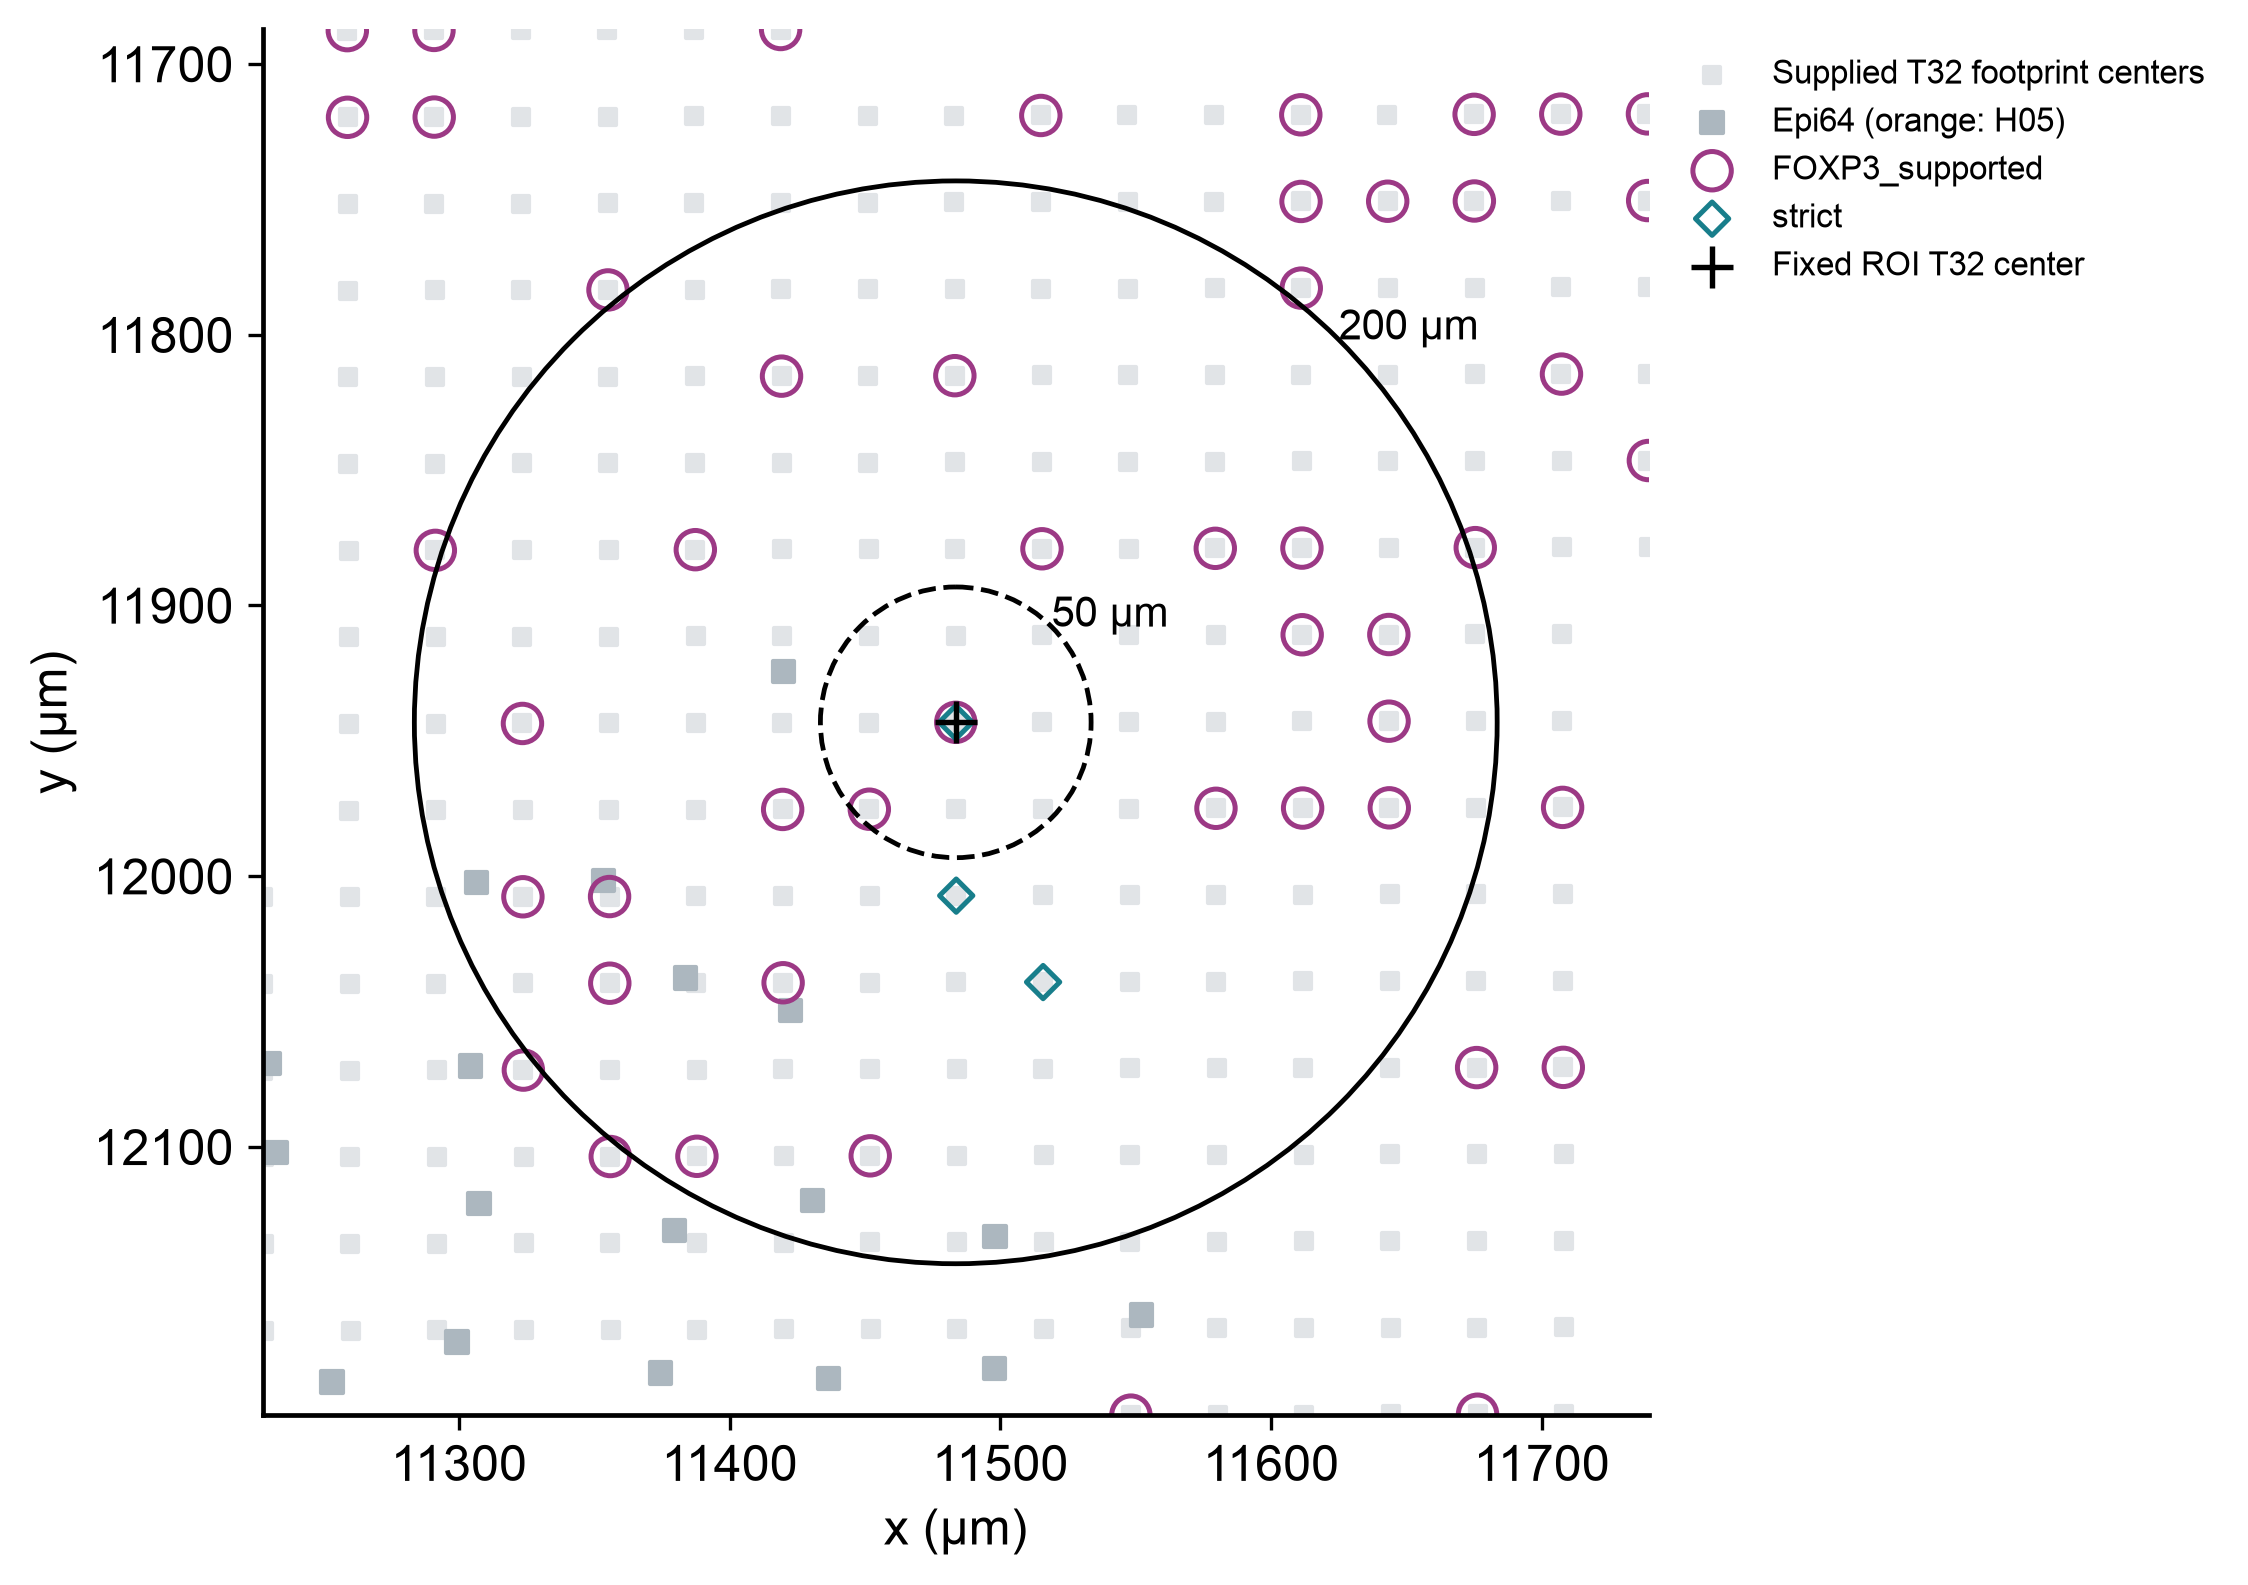 11700
11800
11900
12000
12100
y (µm)
11300
11400
11500
11600
11700
x (µm)
200 µm
50 µm
Supplied T32 footprint centers
Epi64 (orange: H05)
FOXP3_supported
strict
Fixed ROI T32 center